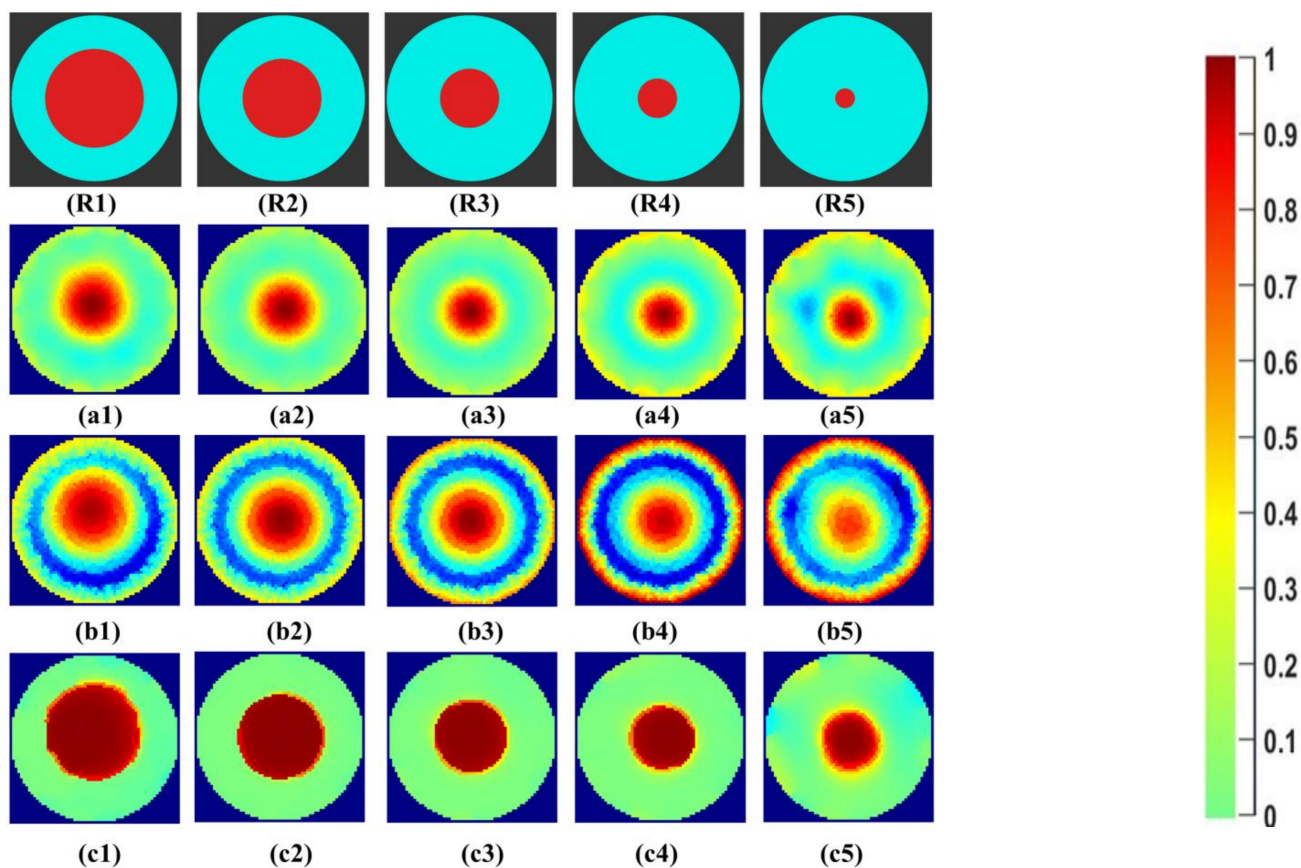 (R1) (R2) (R3) (R4) (R5)
(a1) (a2) (a3) (a4) (a5)
(b1) (b2) (b3) (b4) (b5)
(c1) (c2) (c3) (c4) (c5)
1
0.9
0.8
0.7
0.6
0.5
0.4
0.3
0.2
0.1
0